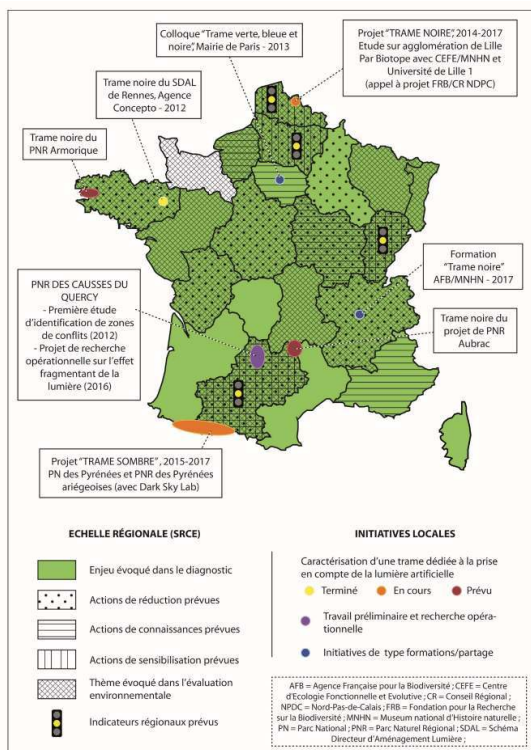 Colloque “Trame verte, bleue et
noire”, Mairie de Paris - 2013
Projet “TRAME NOIRE”, 2014-2017
Etude sur agglomération de Lille
Par Biotope avec CEFE/MNHN et
Université de Lille 1
(appel à projet FRB/CR NDPC)
Trame noire du SDAL
de Rennes, Agence
Concepto - 2012
Trame noire du
PNR Armorique
Formation
“Trame noire”
AFB/MNHN - 2017
PNR DES CAUSSES DU
QUERCY
- Première étude
d’identification de zones
de conflits (2012)
- Projet de recherche
opérationnelle sur l’effet
fragmentant de la
lumière (2016)
Trame noire du
projet de PNR
Aubrac
Projet “TRAME SOMBRE”, 2015-2017
PN des Pyrénées et PNR des Pyrénées
ariégeoises (avec Dark Sky Lab)
ECHELLE RÉGIONALE (SRCE)
Enjeu évoqué dans le diagnostic
Actions de réduction prévues
Actions de connaissances prévues
Actions de sensibilisation prévues
Thème évoqué dans l’évaluation
environnementale
Indicateurs régionaux prévus
INITIATIVES LOCALES
Caractérisation d’une trame dédiée à la prise
en compte de la lumière artificielle
Terminé En cours Prévu
Travail préliminaire et recherche opéra-
tionnelle
Initiatives de type formations/partage
AFB = Agence Française pour la Biodiversité ; CEFE = Centre
d’Ecologie Fonctionnelle et Evolutive ; CR = Conseil Régional ;
NPDC = Nord-Pas-de-Calais ; FRB = Fondation pour la Recherche
sur la Biodiversité ; MNHN = Museum national d’Histoire naturelle ;
PN = Parc National ; PNR = Parc Naturel Régional ; SDAL = Schéma
Directeur d’Aménagement Lumière ;